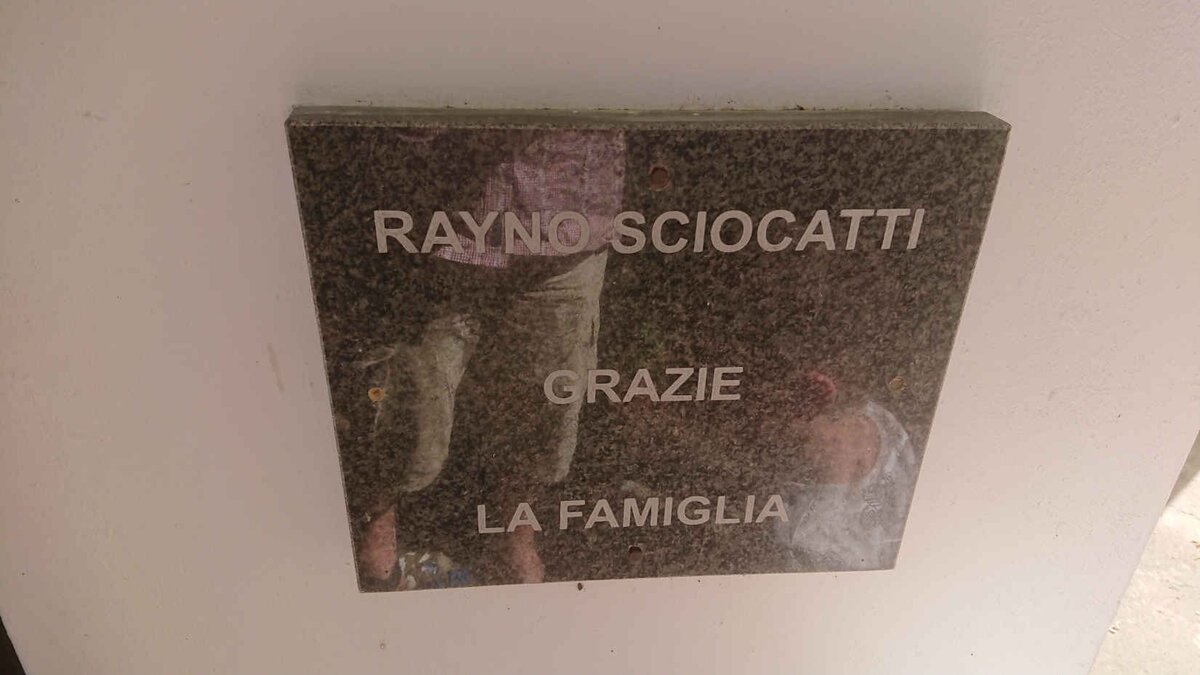 RAYNO SCIOCATTI
GRAZIE
LA FAMIGLIA